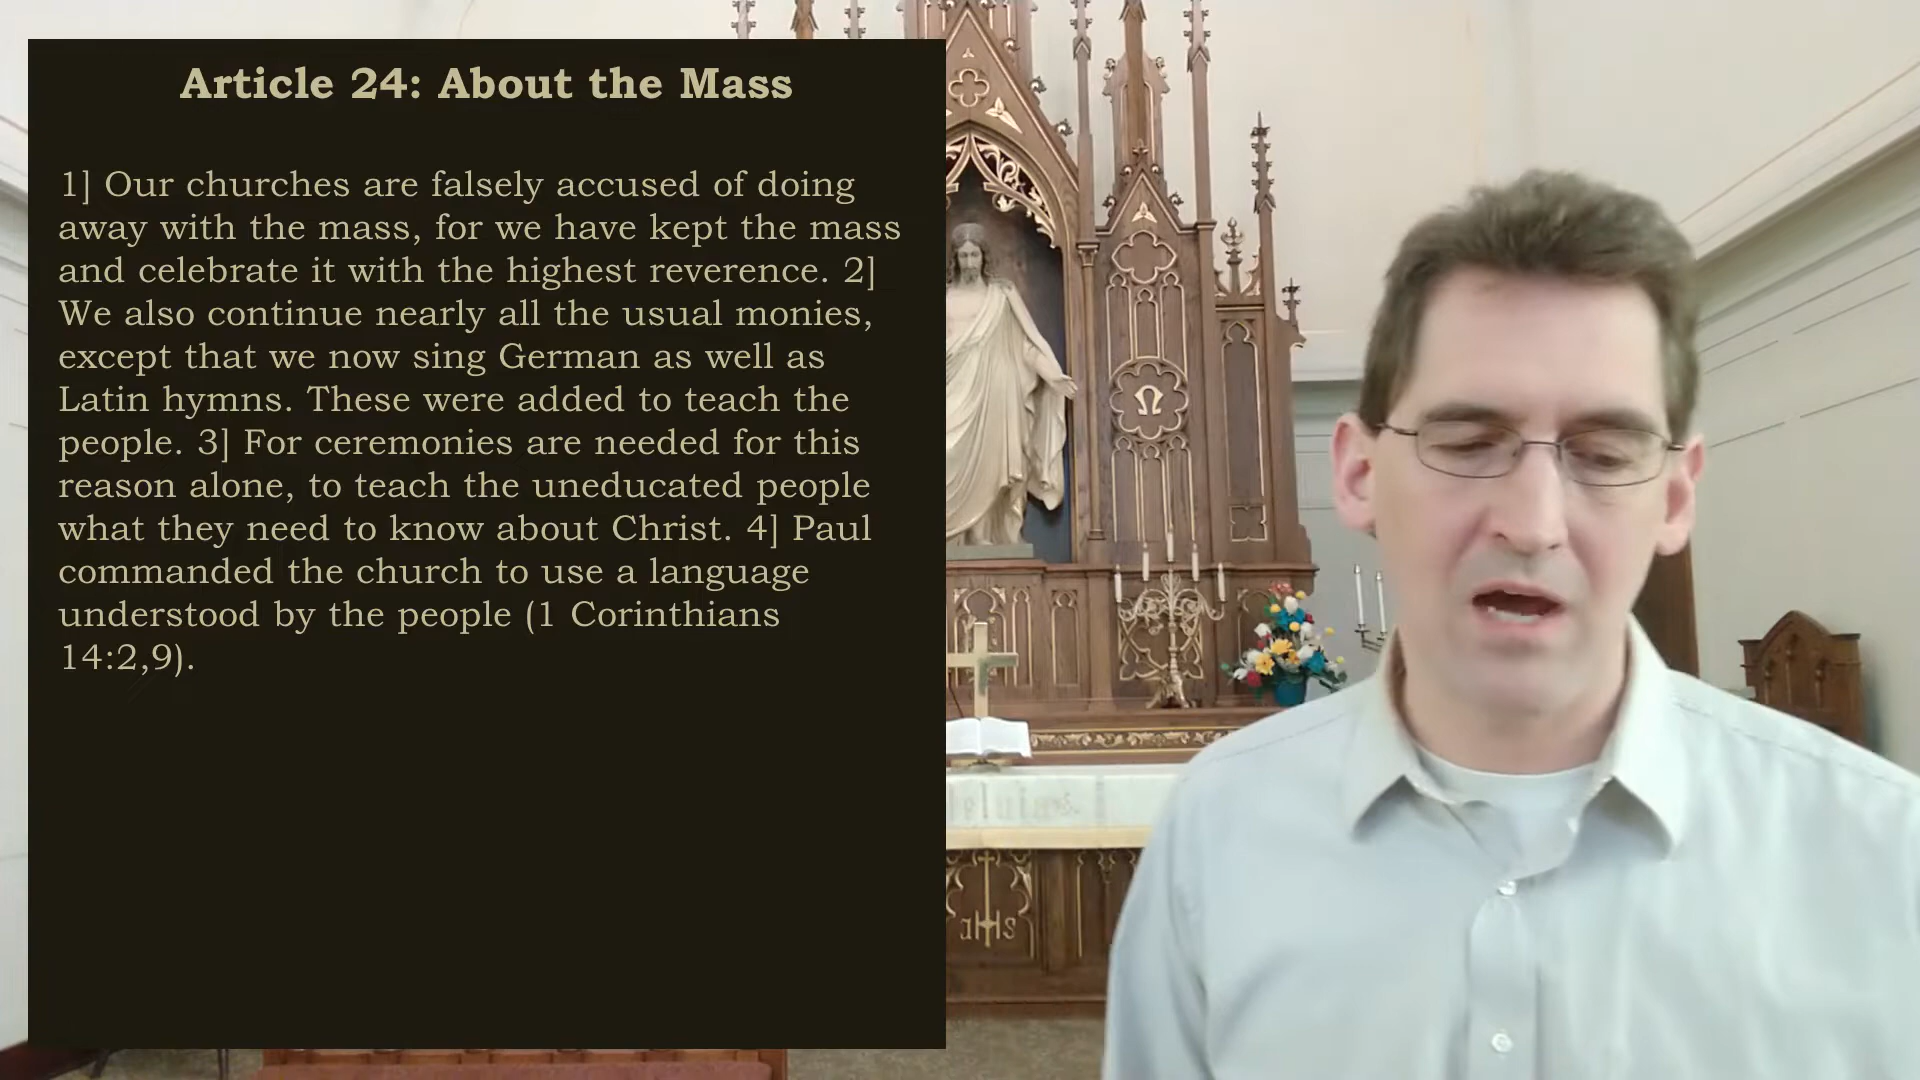 Article 24: About the Mass
1] Our churches are falsely accused of doing
away with the mass, for we have kept the mass
and celebrate it with the highest reverence. 2]
We also continue nearly all the usual monies,
except that we now sing German as well as
Latin hymns. These were added to teach the
people. 3] For ceremonies are needed for this
reason alone, to teach the uneducated people
what they need to know about Christ. 4] Paul
commanded the church to use a language
understood by the people (1 Corinthians
14:2,9).
Ω
IHS